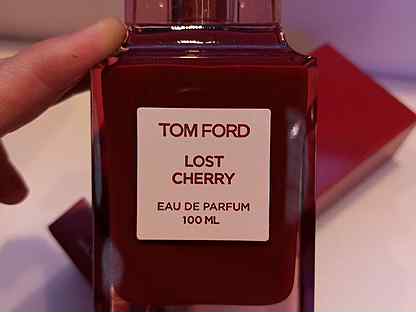 TOM FORD
LOST
CHERRY
EAU DE PARFUM
100 ML